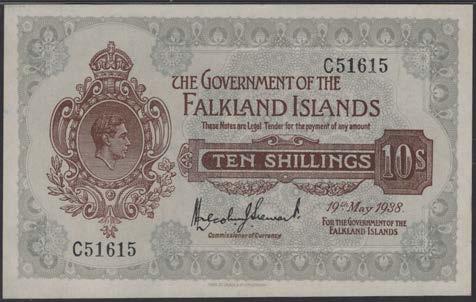 C51615
THE GOVERNMENT OF THE
FALKLAND ISLANDS
These Notes are Legal Tender for the payment of any amount
TEN SHILLINGS 10s
19th May 1938.
FOR THE GOVERNMENT OF THE
FALKLAND ISLANDS
Commissioner of Currency
C51615